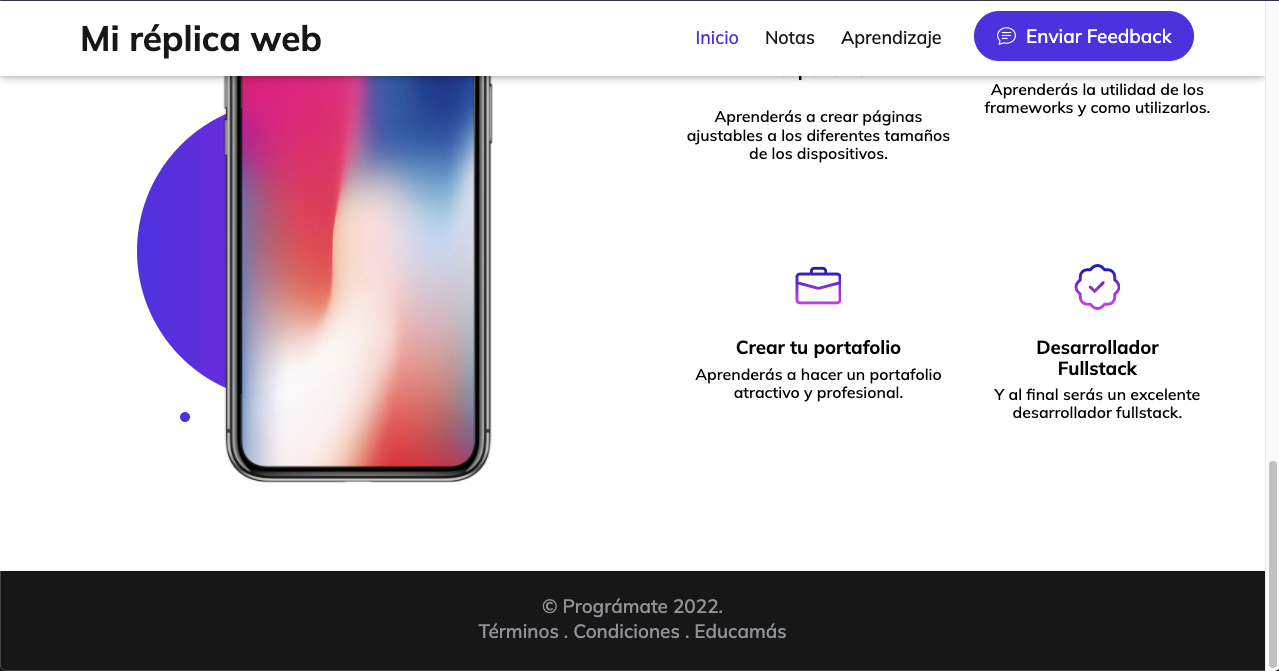 Mi réplica web
Inicio
Notas
Aprendizaje
Enviar Feedback
Aprenderás a crear páginas
ajustables a los diferentes tamaños
de los dispositivos.
Aprenderás la utilidad de los
frameworks y como utilizarlos.
Crear tu portafolio
Aprenderás a hacer un portafolio
atractivo y profesional.
Desarrollador
Fullstack
Y al final serás un excelente
desarrollador fullstack.
© Prográmate 2022.
Términos . Condiciones . Educamás